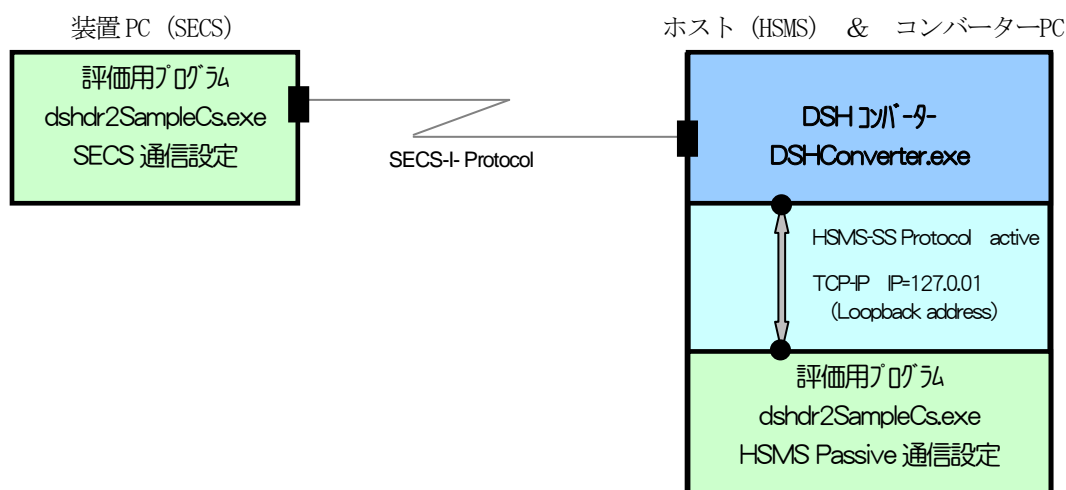 装置 PC（SECS）
評価用ﾌﾟﾛｸﾞﾗﾑ
dshdr2SampleCs.exe
SECS 通信設定
SECS-I- Protocol
ホスト（HSMS） ＆ コンバーターPC
DSH ｺﾝﾊﾞｰﾀｰ
DSHConverter.exe
HSMS-SS Protocol active
TCP-IP IP=127.0.01
（Loopback address）
評価用ﾌﾟﾛｸﾞﾗﾑ
dshdr2SampleCs.exe
HSMS Passive 通信設定